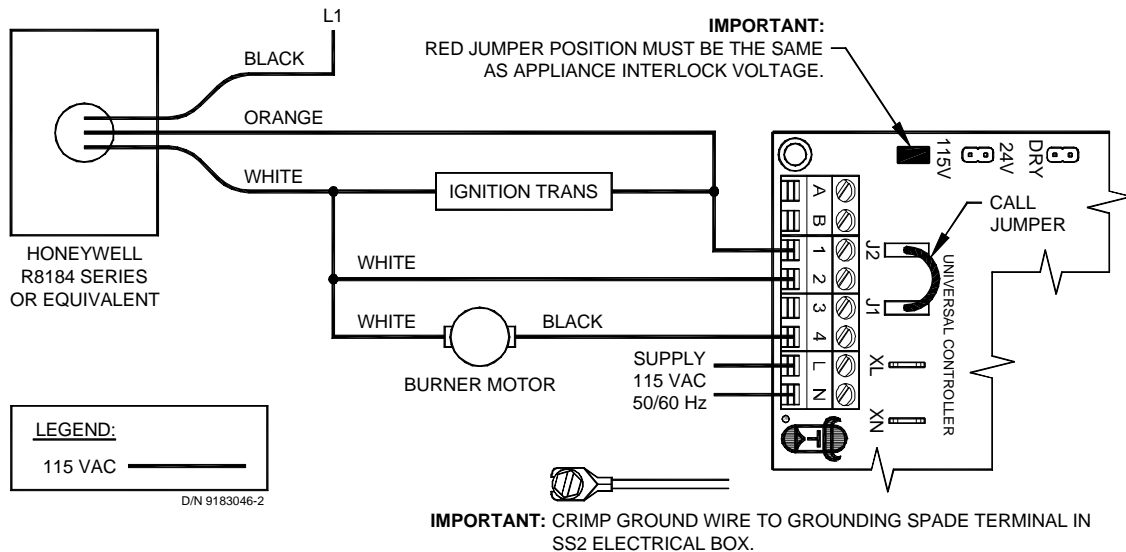 L1
IMPORTANT:
RED JUMPER POSITION MUST BE THE SAME
AS APPLIANCE INTERLOCK VOLTAGE.
BLACK
ORANGE
WHITE
IGNITION TRANS
HONEYWELL
R8184 SERIES
OR EQUIVALENT
WHITE
WHITE
BLACK
BURNER MOTOR
SUPPLY
115 VAC
50/60 Hz
115V
24V
DRY
CALL
JUMPER
A
B
1
2
3
4
L
N
J2
J1
UNIVERSAL CONTROLLER
XL
XN
T
LEGEND:
115 VAC
D/N 9183046-2
IMPORTANT: CRIMP GROUND WIRE TO GROUNDING SPADE TERMINAL IN
SS2 ELECTRICAL BOX.